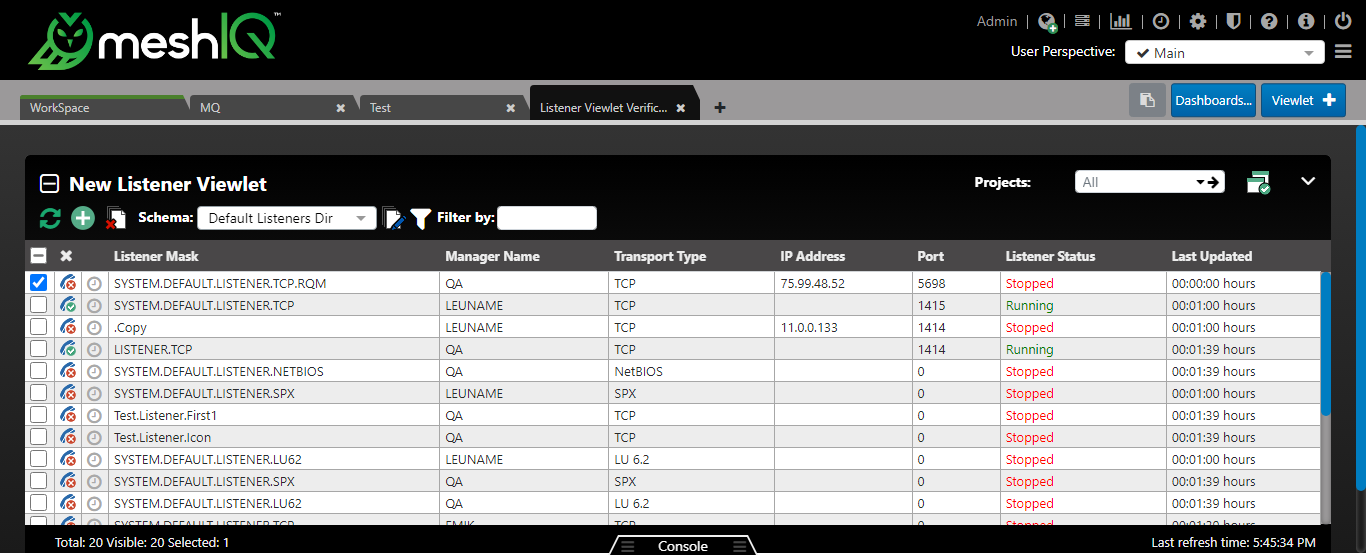 meshIQ™
Admin
User Perspective: Main
WorkSpace MQ Test Listener Viewlet Verific... Dashboards... Viewlet
New Listener Viewlet Projects: All
Schema: Default Listeners Dir Filter by:
Listener Mask Manager Name Transport Type IP Address Port Listener Status Last Updated
SYSTEM.DEFAULT.LISTENER.TCP.RQM QA TCP 75.99.48.52 5698 Stopped 00:00:00 hours
SYSTEM.DEFAULT.LISTENER.TCP LEUNAME TCP 1415 Running 00:01:00 hours
.Copy LEUNAME TCP 11.0.0.133 1414 Stopped 00:01:00 hours
LISTENER.TCP QA TCP 1414 Running 00:01:39 hours
SYSTEM.DEFAULT.LISTENER.NETBIOS QA NetBIOS 0 Stopped 00:01:39 hours
SYSTEM.DEFAULT.LISTENER.SPX LEUNAME SPX 0 Stopped 00:01:00 hours
Test.Listener.First1 QA TCP 0 Stopped 00:01:39 hours
Test.Listener.Icon QA TCP 0 Stopped 00:01:39 hours
SYSTEM.DEFAULT.LISTENER.LU62 LEUNAME LU 6.2 0 Stopped 00:01:00 hours
SYSTEM.DEFAULT.LISTENER.SPX QA SPX 0 Stopped 00:01:39 hours
SYSTEM.DEFAULT.LISTENER.LU62 QA LU 6.2 0 Stopped 00:01:39 hours
SYSTEM.DEFAULT.LISTENER.TCP EMIK TCP 0
Total: 20 Visible: 20 Selected: 1 Console Last refresh time: 5:45:34 PM